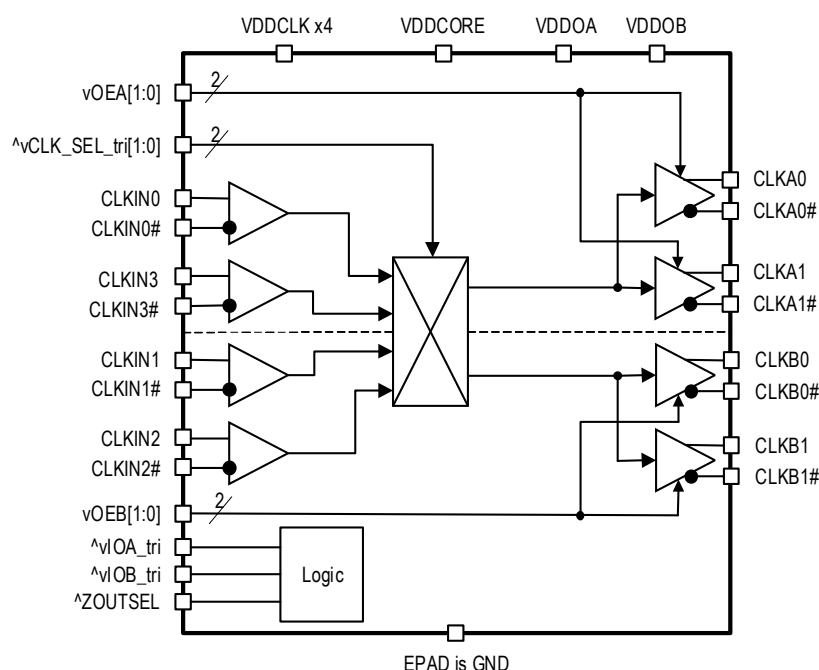 VDDCLK x4
VDDCORE
VDDOA
VDDOB
vOEA[1:0]
2
^vCLK_SEL_tri[1:0]
2
CLKIN0
CLKIN0#
CLKIN3
CLKIN3#
CLKIN1
CLKIN1#
CLKIN2
CLKIN2#
vOEB[1:0]
2
^vIOA_tri
^vIOB_tri
^ZOUTSEL
Logic
CLKA0
CLKA0#
CLKA1
CLKA1#
CLKB0
CLKB0#
CLKB1
CLKB1#
EPAD is GND